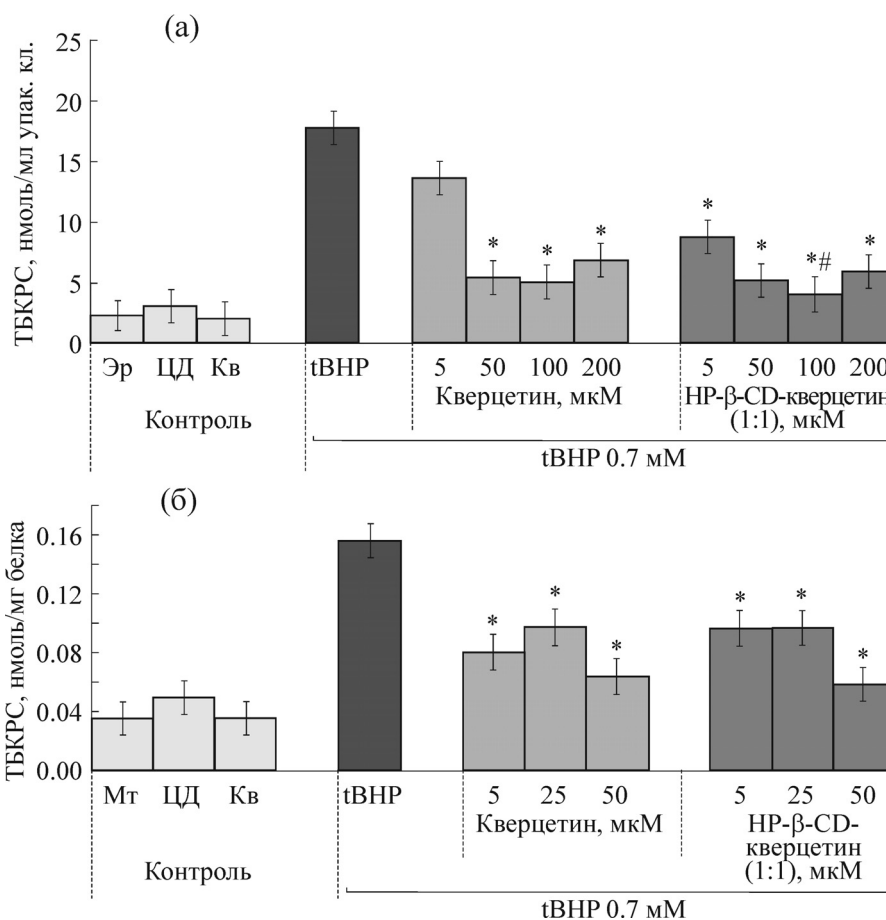 (а)
ТБКРС, нмоль/мл упак. кл.
25
20
15
10
5
0
* * * * * *# *
Эр ЦД Кв tBHP 5 50 100 200 5 50 100 200
Контроль
Кверцетин, мкМ
HP-β-CD-кверцетин
(1:1), мкМ
tBHP 0.7 мМ
(б)
ТБКРС, нмоль/мг белка
0.16
0.12
0.08
0.04
0.00
* * * * * *
Мт ЦД Кв tBHP 5 25 50 5 25 50
Контроль
Кверцетин, мкМ
HP-β-CD-
кверцетин
(1:1), мкМ
tBHP 0.7 мМ